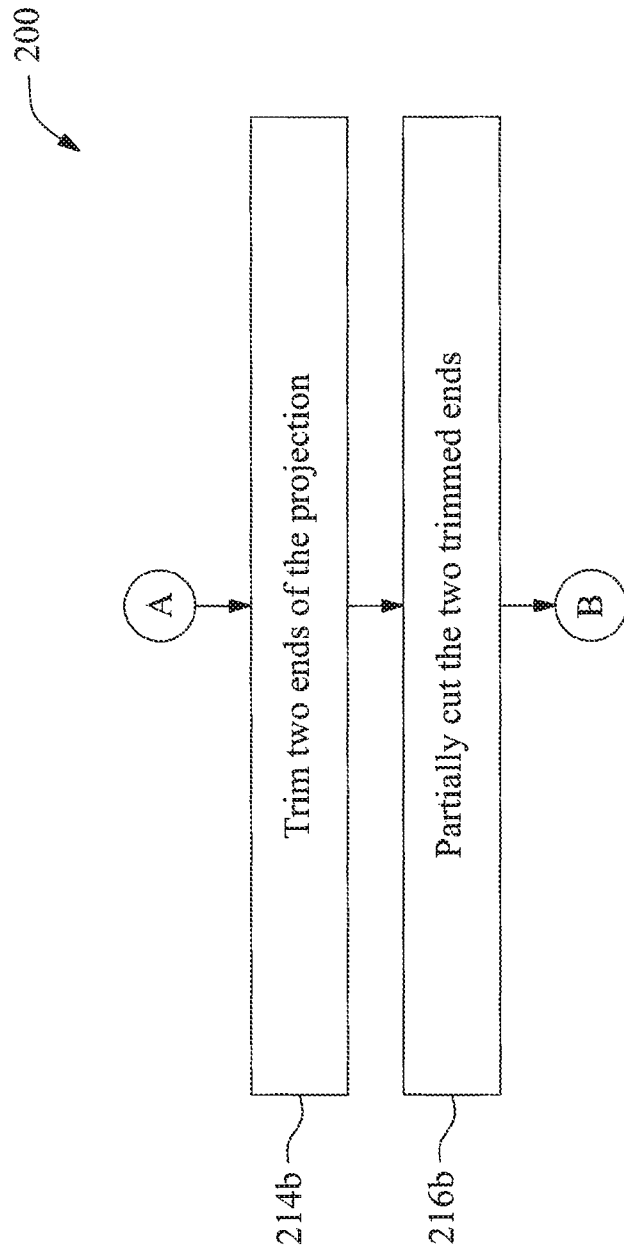 200
A
214b
Trim two ends of the projection
216b
Partially cut the two trimmed ends
B